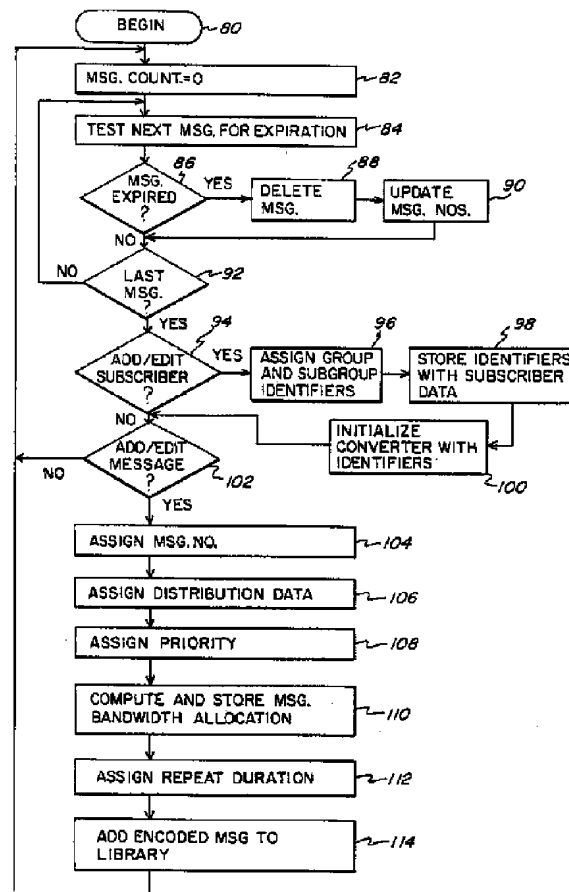 BEGIN
80
MSG. COUNT.=0
82
TEST NEXT MSG. FOR EXPIRATION
84
MSG.
EXPIRED
?
86
YES
DELETE
MSG.
88
UPDATE
MSG. NOS.
90
NO
LAST
MSG.
?
92
NO
YES
ADD/EDIT
SUBSCRIBER
?
94
YES
ASSIGN GROUP
AND SUBGROUP
IDENTIFIERS
96
STORE IDENTIFIERS
WITH SUBSCRIBER
DATA
98
NO
INITIALIZE
CONVERTER WITH
IDENTIFIERS
100
ADD/EDIT
MESSAGE
?
102
NO
YES
ASSIGN MSG. NO.
104
ASSIGN DISTRIBUTION DATA
106
ASSIGN PRIORITY
108
COMPUTE AND STORE MSG.
BANDWIDTH ALLOCATION
110
ASSIGN REPEAT DURATION
112
ADD ENCODED MSG TO
LIBRARY
114